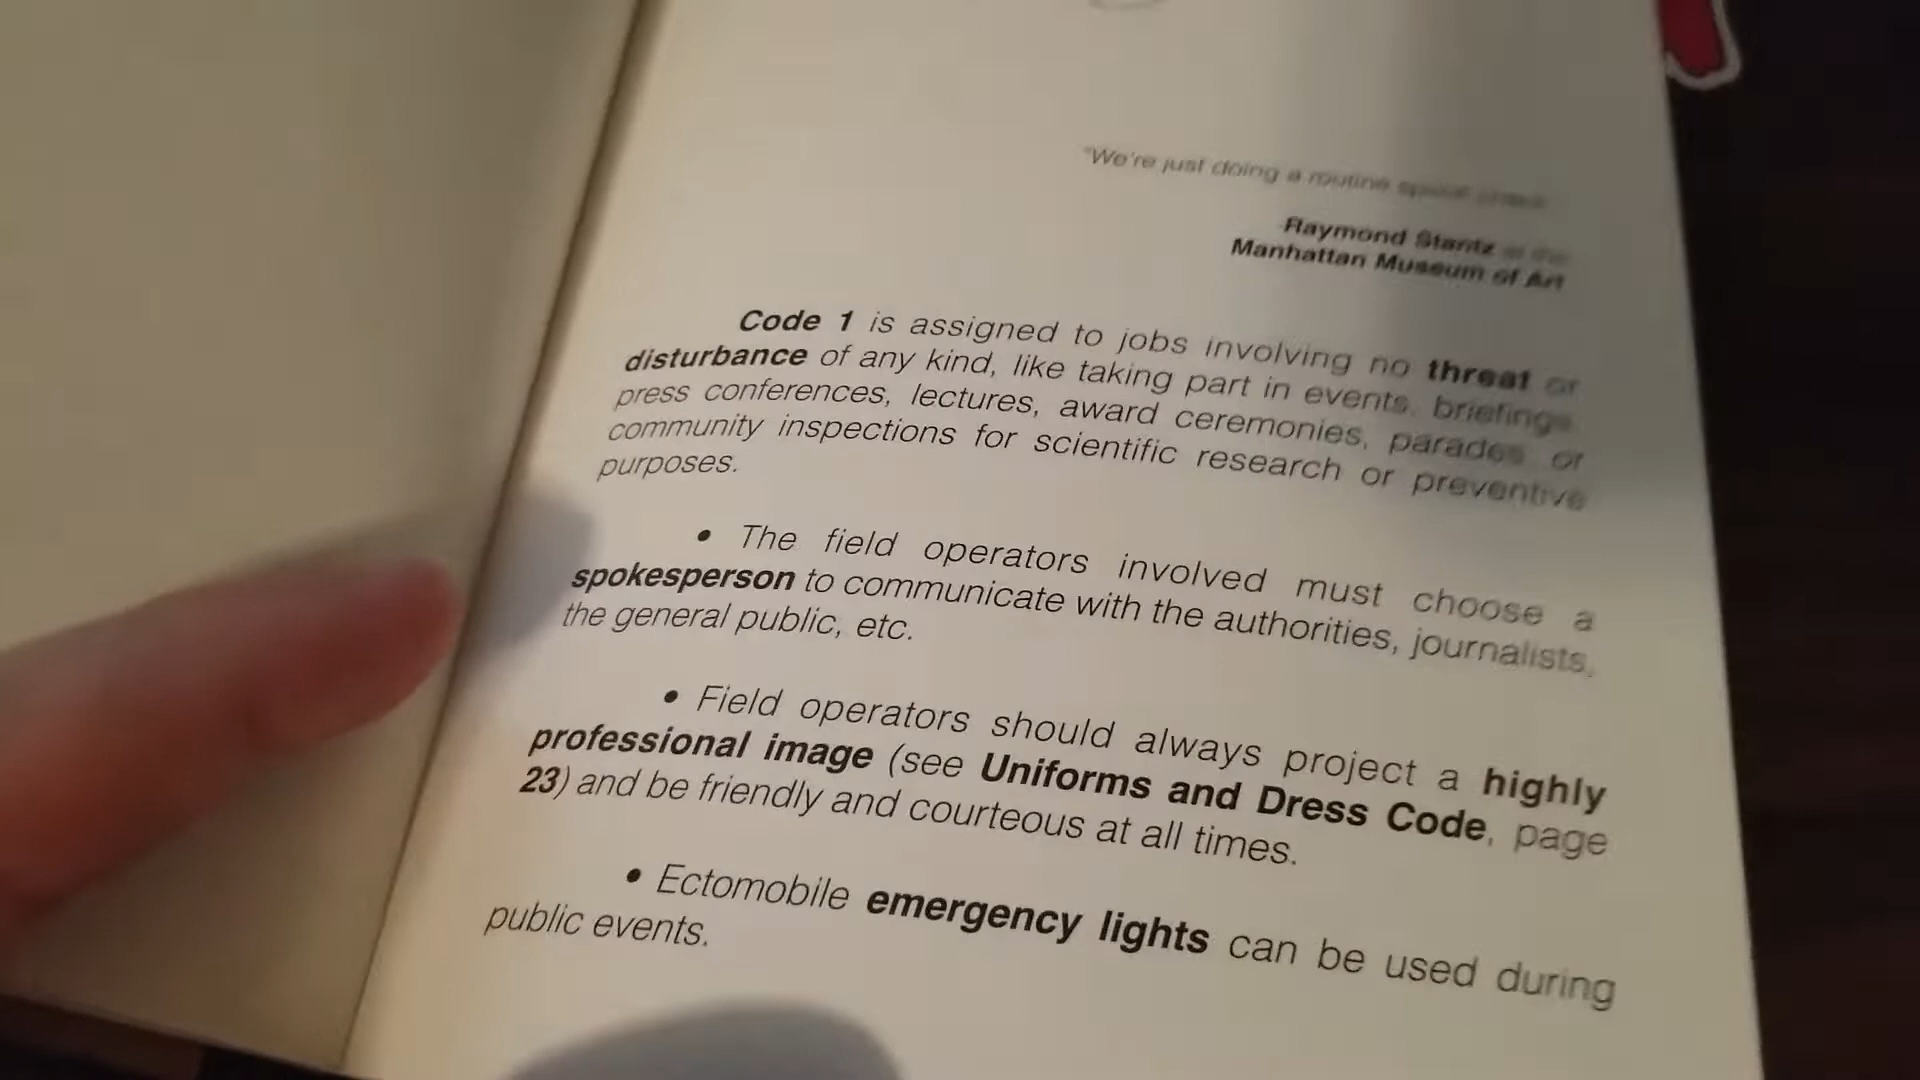 "We're just doing a routine spook check
Raymond Stantz at the
Manhattan Museum of Art
Code 1 is assigned to jobs involving no threat or
disturbance of any kind, like taking part in events, briefings,
press conferences, lectures, award ceremonies, parades or
community inspections for scientific research or preventive
purposes.
• The field operators involved must choose a
spokesperson to communicate with the authorities, journalists,
the general public, etc.
• Field operators should always project a highly
professional image (see Uniforms and Dress Code, page
23) and be friendly and courteous at all times.
• Ectomobile emergency lights can be used during
public events.